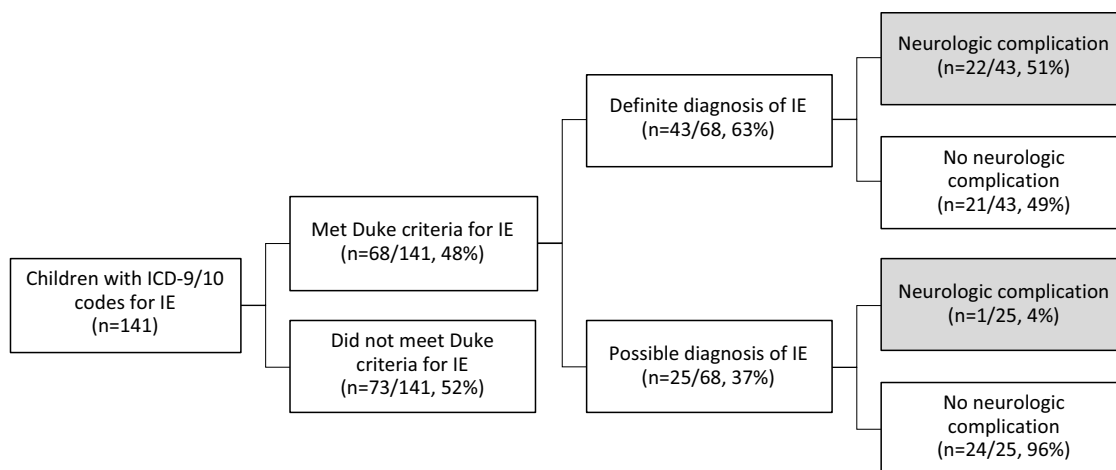 Children with ICD-9/10
codes for IE
(n=141)
Met Duke criteria for IE
(n=68/141, 48%)
Did not meet Duke
criteria for IE
(n=73/141, 52%)
Definite diagnosis of IE
(n=43/68, 63%)
Possible diagnosis of IE
(n=25/68, 37%)
Neurologic complication
(n=22/43, 51%)
No neurologic
complication
(n=21/43, 49%)
Neurologic complication
(n=1/25, 4%)
No neurologic
complication
(n=24/25, 96%)